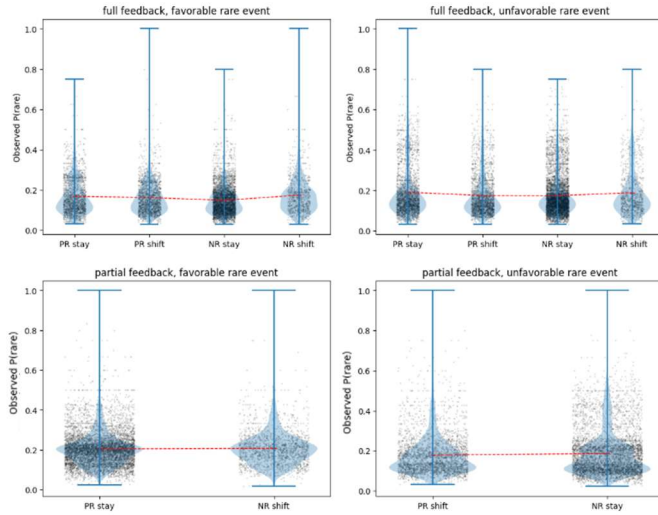 full feedback, favorable rare event
Observed P(rare)
1.0
0.8
0.6
0.4
0.2
0.0
PR stay PR shift NR stay NR shift
full feedback, unfavorable rare event
Observed P(rare)
1.0
0.8
0.6
0.4
0.2
0.0
PR stay PR shift NR stay NR shift
partial feedback, favorable rare event
Observed P(rare)
1.0
0.8
0.6
0.4
0.2
0.0
PR stay NR shift
partial feedback, unfavorable rare event
Observed P(rare)
1.0
0.8
0.6
0.4
0.2
0.0
PR shift NR stay